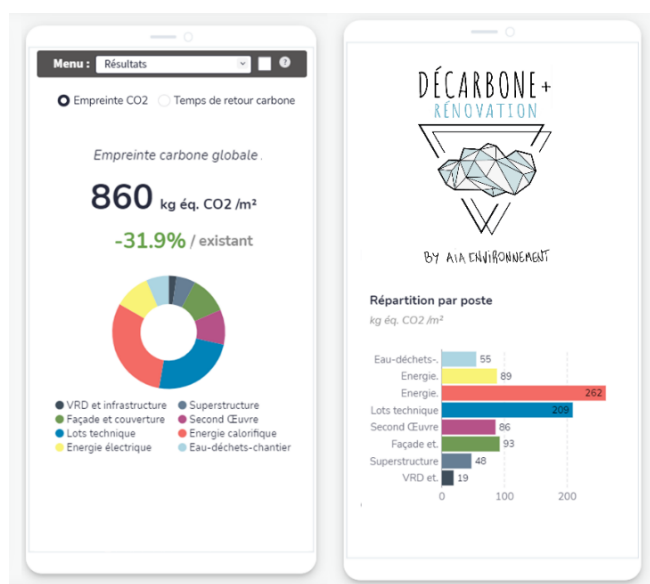 Menu : Résultats ?
Empreinte CO2 Temps de retour carbone
Empreinte carbone globale.
860 kg éq. CO2 /m²
-31.9% / existant
VRD et infrastructure Superstructure
Façade et couverture Second Œuvre
Lots technique Energie calorifique
Energie électrique Eau-déchets-chantier
DÉCARBONE+
RÉNOVATION
BY AIA ENVIRONNEMENT
Répartition par poste
kg éq. CO2 /m²
Eau-déchets-. 55
Energie. 89
Energie. 262
Lots technique 209
Second Œuvre 86
Façade et. 93
Superstructure 48
VRD et. 19
0 100 200